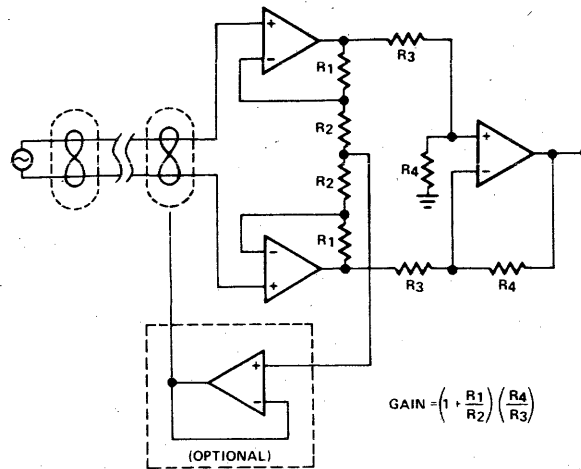 +
−
R1
R3
R2
R4
+
−
R2
−
+
R1
R3
R4
+
−
GAIN = (1 + R1/R2) (R4/R3)
(OPTIONAL)